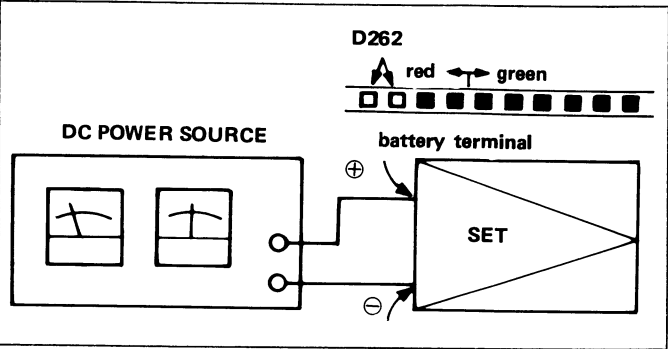 D262
red green
DC POWER SOURCE
battery terminal
⊕
SET
⊖